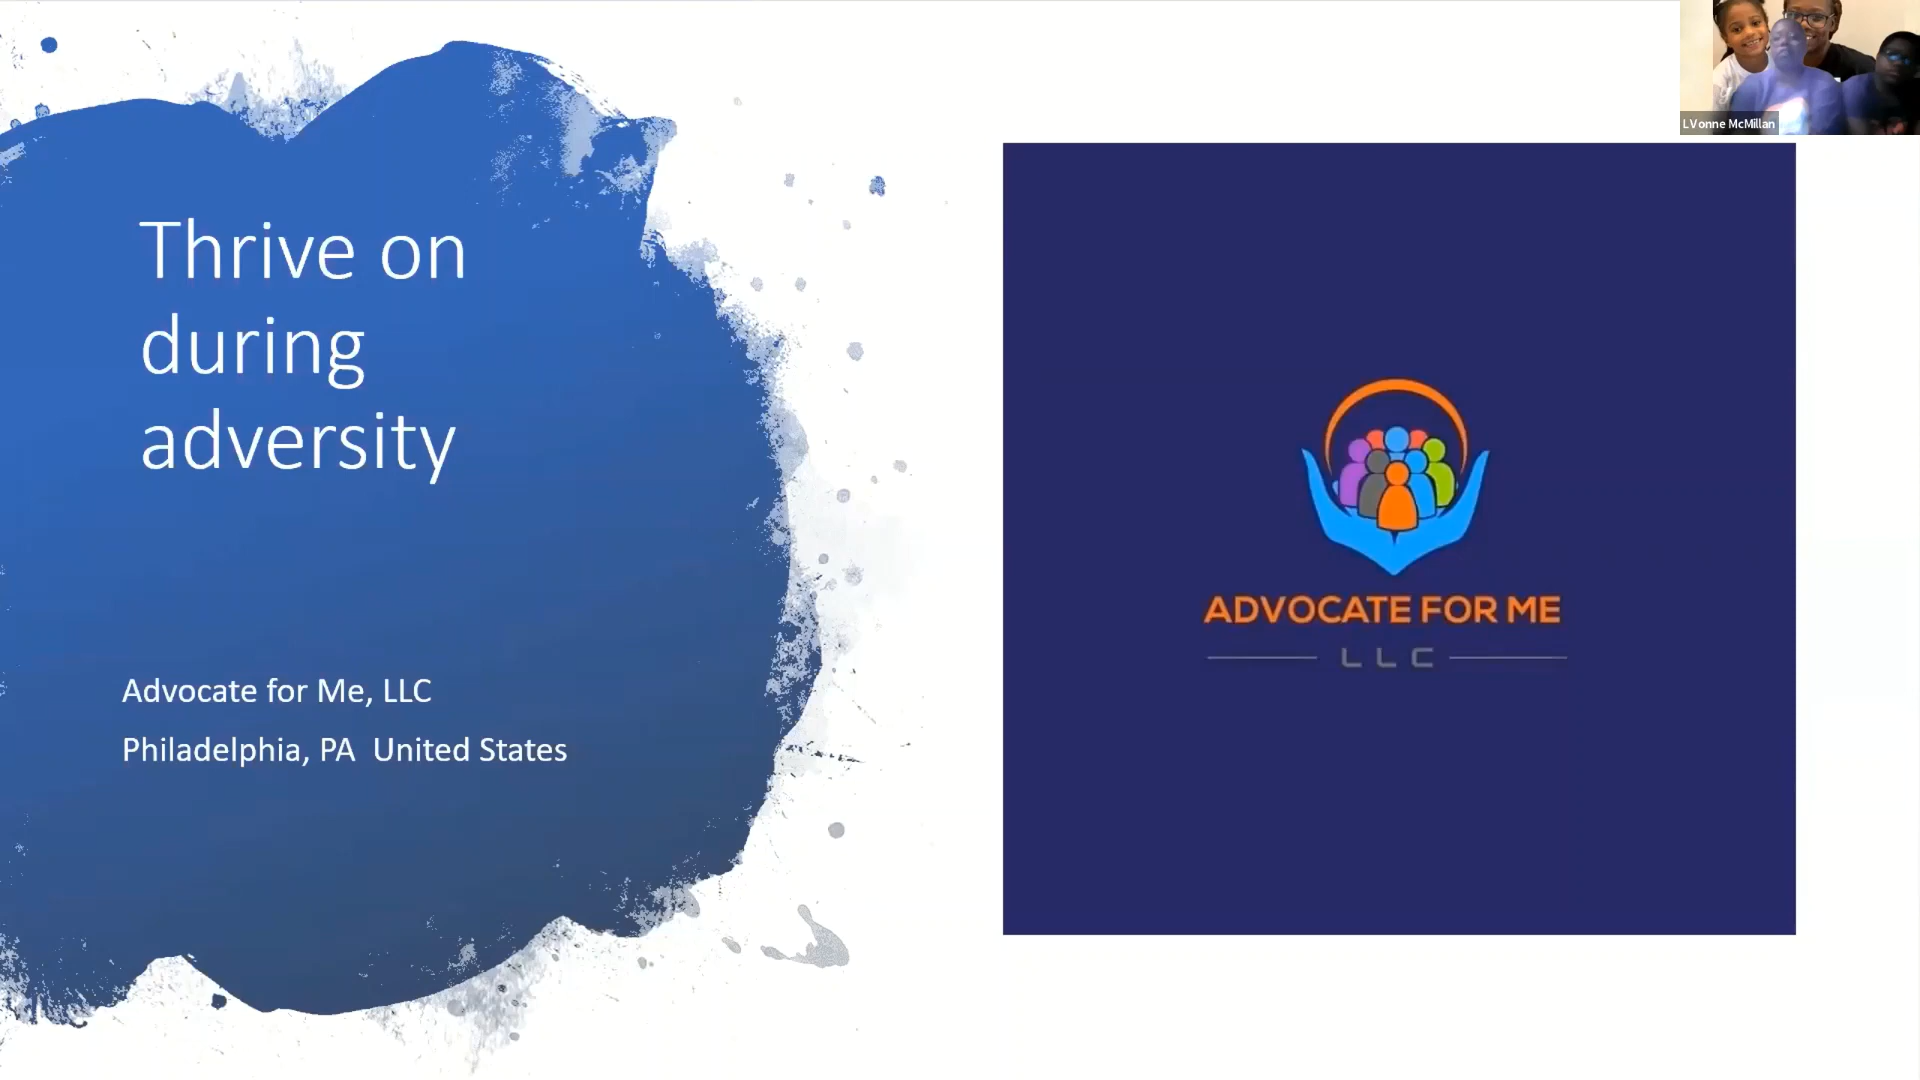 Thrive on
during
adversity
Advocate for Me, LLC
Philadelphia, PA  United States
LVonne McMillan
ADVOCATE FOR ME
LLC